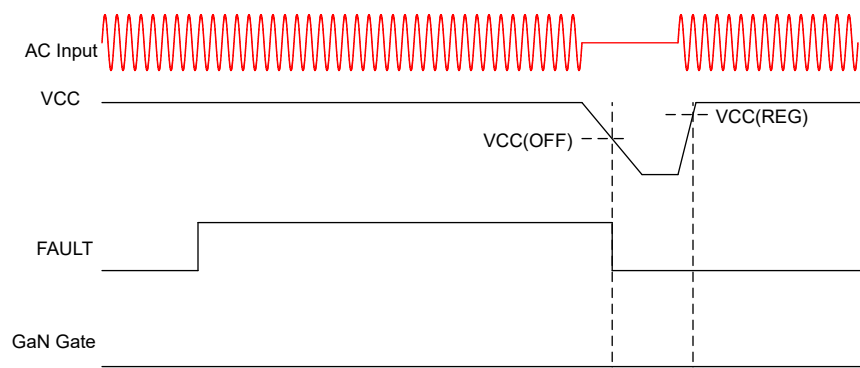 AC Input
VCC
VCC(OFF)
VCC(REG)
FAULT
GaN Gate